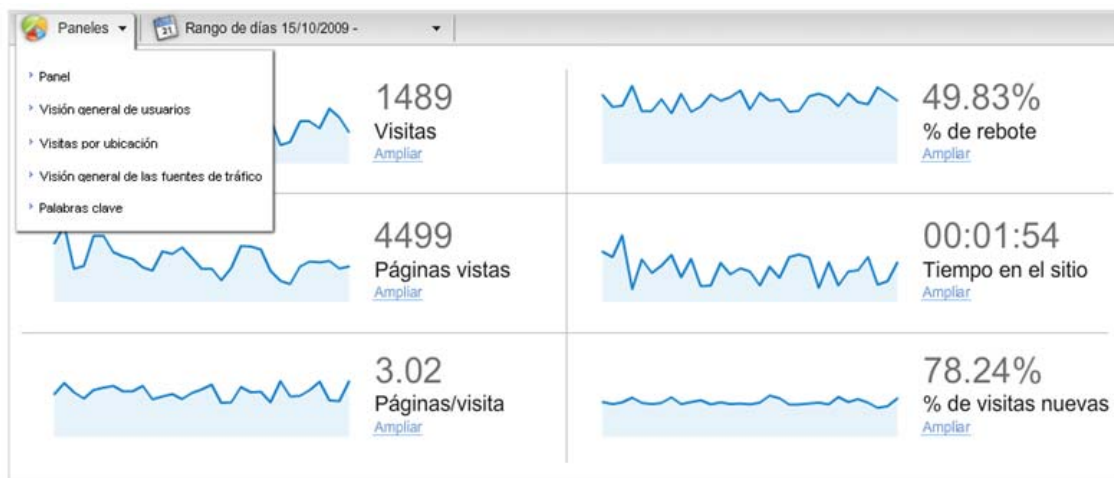 Paneles
21
Rango de días 15/10/2009 -
Panel
Visión general de usuarios
Visitas por ubicación
Visión general de las fuentes de tráfico
Palabras clave
1489
Visitas
Ampliar
49.83%
% de rebote
Ampliar
4499
Páginas vistas
Ampliar
00:01:54
Tiempo en el sitio
Ampliar
3.02
Páginas/visita
Ampliar
78.24%
% de visitas nuevas
Ampliar